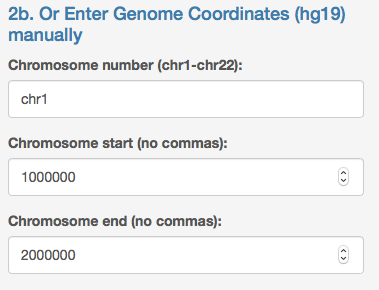 2b. Or Enter Genome Coordinates (hg19)
manually
Chromosome number (chr1-chr22):
chr1
Chromosome start (no commas):
1000000
Chromosome end (no commas):
2000000